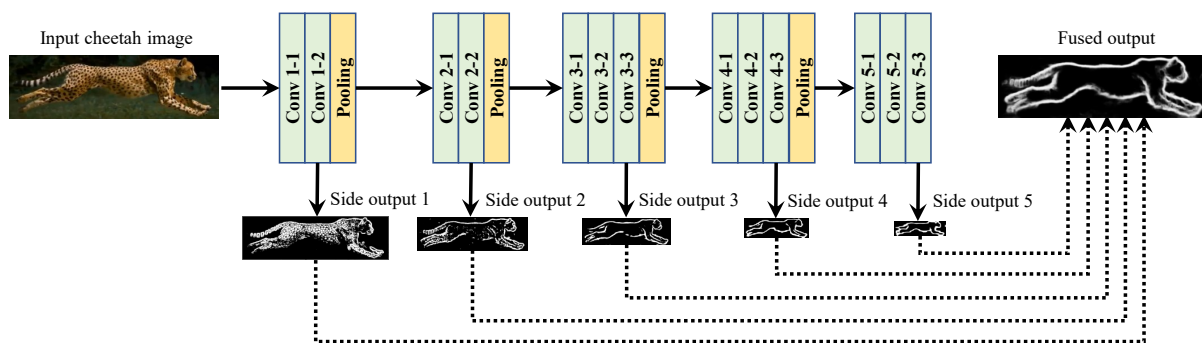 Input cheetah image
Conv 1-1
Conv 1-2
Pooling
Conv 2-1
Conv 2-2
Pooling
Conv 3-1
Conv 3-2
Conv 3-3
Pooling
Conv 4-1
Conv 4-2
Conv 4-3
Pooling
Conv 5-1
Conv 5-2
Conv 5-3
Fused output
Side output 1
Side output 2
Side output 3
Side output 4
Side output 5